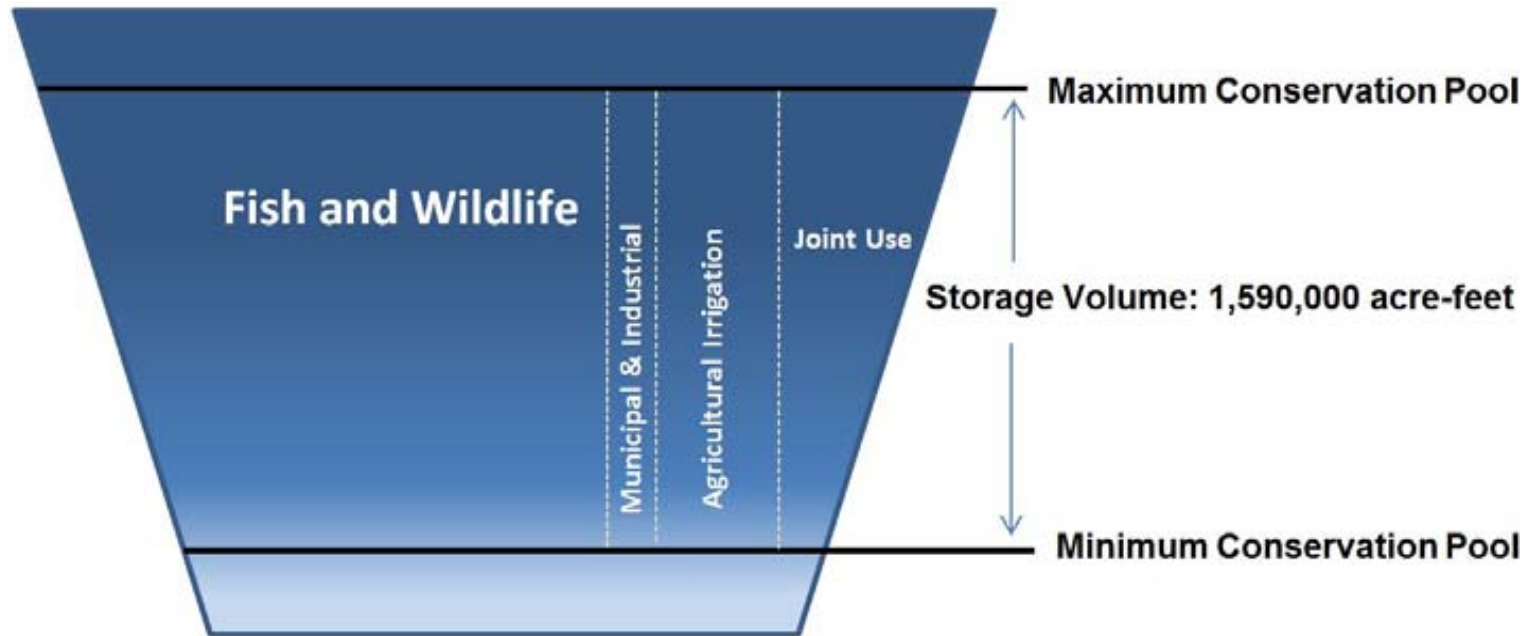 Maximum Conservation Pool
Fish and Wildlife
Municipal & Industrial
Agricultural Irrigation
Joint Use
Storage Volume: 1,590,000 acre-feet
Minimum Conservation Pool